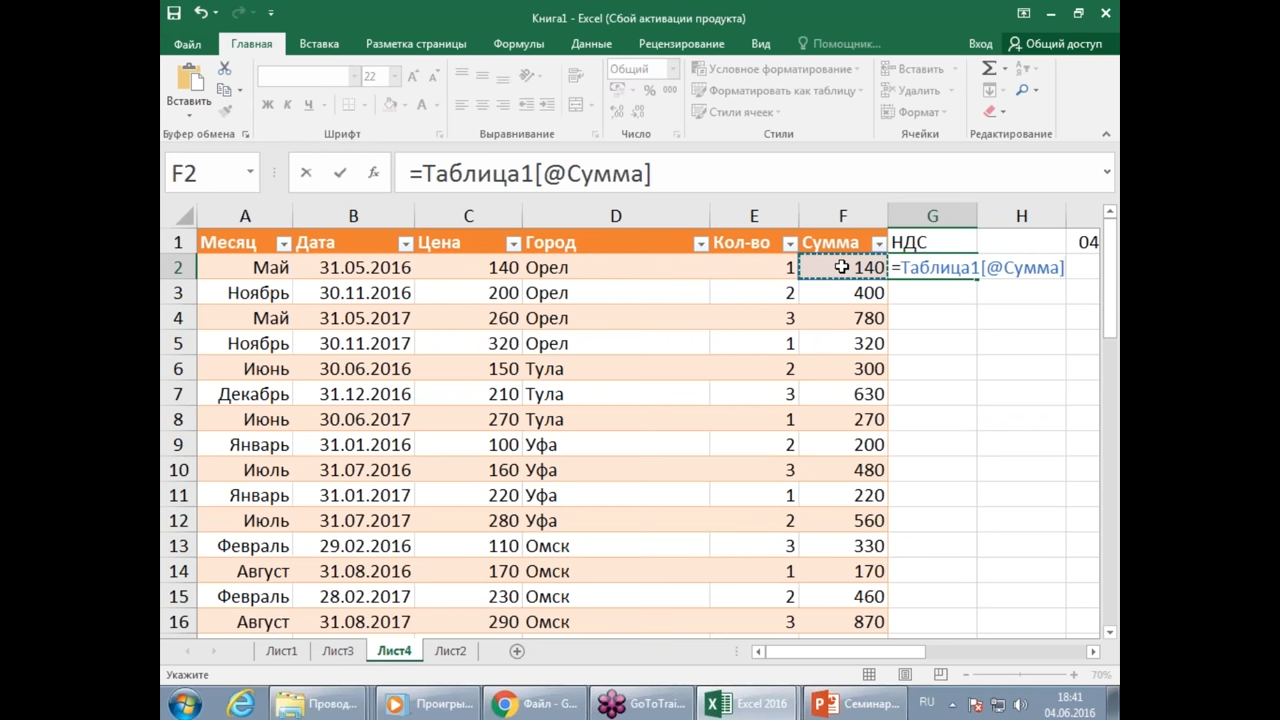 Книга1 - Excel (Сбой активации продукта)
Файл Главная Вставка Разметка страницы Формулы Данные Рецензирование Вид Помощник... Вход Общий доступ
22 Общий Условное форматирование Вставить
Вставить Ж К Ч % 000 Форматировать как таблицу Удалить
Стили ячеек Формат
Буфер обмена Шрифт Выравнивание Число Стили Ячейки Редактирование
F2 fx =Таблица1[@Сумма]
A B C D E F G H
1 Месяц Дата Цена Город Кол-во Сумма НДС 04
2 Май 31.05.2016 140 Орел 1 140 =Таблица1[@Сумма]
3 Ноябрь 30.11.2016 200 Орел 2 400
4 Май 31.05.2017 260 Орел 3 780
5 Ноябрь 30.11.2017 320 Орел 1 320
6 Июнь 30.06.2016 150 Тула 2 300
7 Декабрь 31.12.2016 210 Тула 3 630
8 Июнь 30.06.2017 270 Тула 1 270
9 Январь 31.01.2016 100 Уфа 2 200
10 Июль 31.07.2016 160 Уфа 3 480
11 Январь 31.01.2017 220 Уфа 1 220
12 Июль 31.07.2017 280 Уфа 2 560
13 Февраль 29.02.2016 110 Омск 3 330
14 Август 31.08.2016 170 Омск 1 170
15 Февраль 28.02.2017 230 Омск 2 460
16 Август 31.08.2017 290 Омск 3 870
Лист1 Лист3 Лист4 Лист2
Укажите 70%
Провод... Проигры... Файл - G... GoToTrai... Excel 2016 Семинар... RU 18:41
04.06.2016